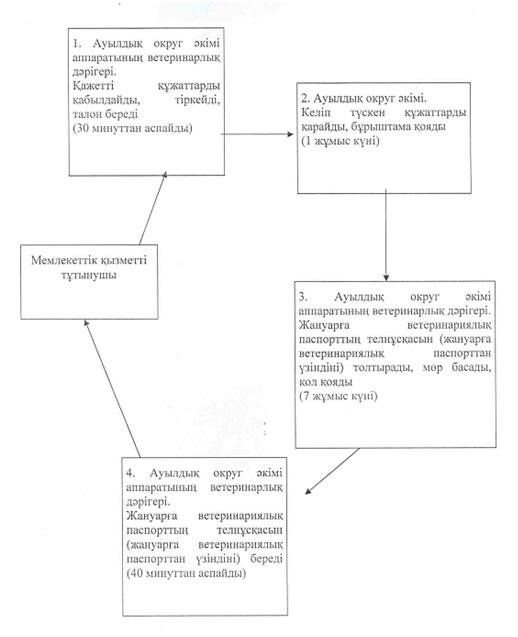 1. Ауылдық округ әкімі
аппаратының ветеринарлық
дәрігері.
Қажетті құжаттарды
қабылдайды, тіркейді,
талон береді
(30 минуттан аспайды)
2. Ауылдық округ әкімі.
Келіп түскен құжаттарды
қарайды, бұрыштама қояды
(1 жұмыс күні)
3. Ауылдық округ әкімі
аппаратының ветеринарлық дәрігері.
Жануарға ветеринариялық
паспорттың телнұсқасын (жануарға
ветеринариялық паспорттан
үзіндіні) толтырады, мөр басады,
қол қояды
(7 жұмыс күні)
4. Ауылдық округ әкімі
аппаратының ветеринарлық
дәрігері.
Жануарға ветеринариялық
паспорттың телнұсқасын
(жануарға ветеринариялық
паспорттан үзіндіні) береді
(40 минуттан аспайды)
Мемлекеттік қызметті
тұтынушы